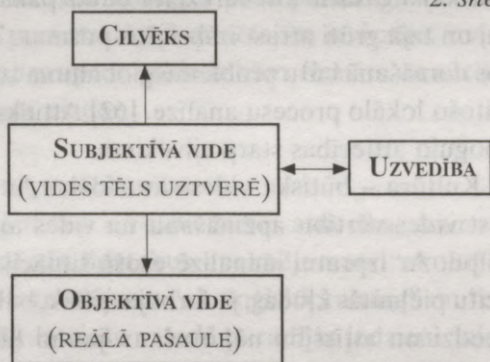 CILVĒKS
SUBJEKTĪVĀ VIDE
(VIDES TĒLS UZTVERĒ)
UZVEDĪBA
OBJEKTĪVĀ VIDE
(REĀLĀ PASAULE)